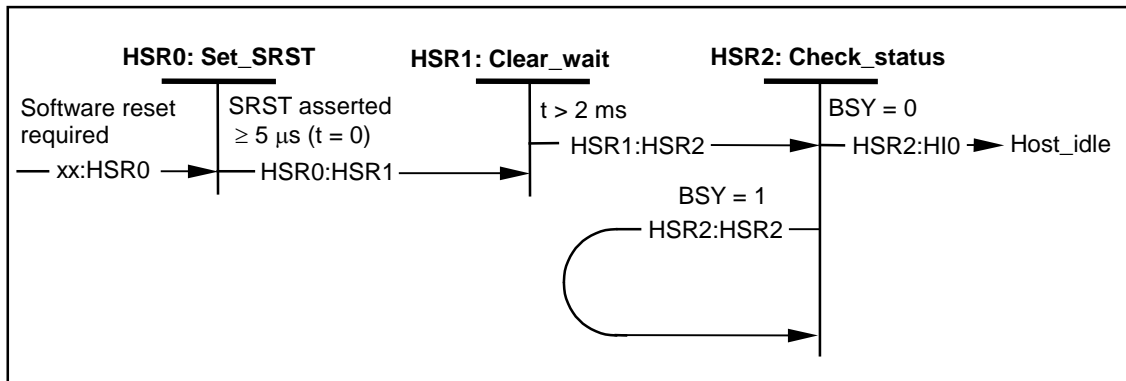 HSR0: Set_SRST
HSR1: Clear_wait
HSR2: Check_status
Software reset
required
xx:HSR0
SRST asserted
≥ 5 μs (t = 0)
HSR0:HSR1
t > 2 ms
HSR1:HSR2
BSY = 0
HSR2:HI0
Host_idle
BSY = 1
HSR2:HSR2